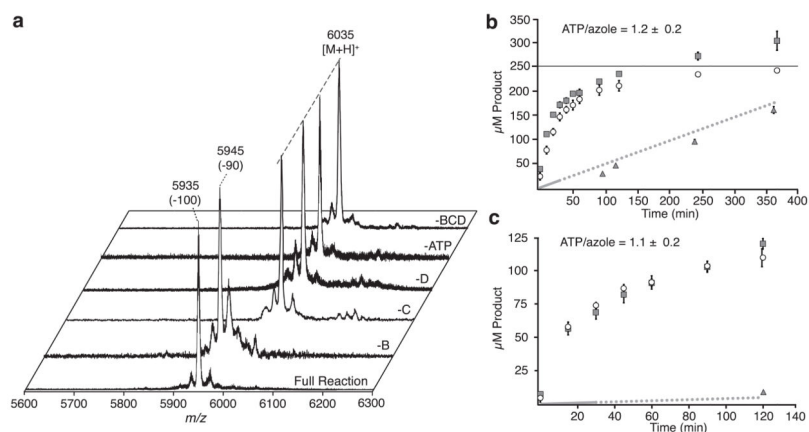 a
6035
[M+H]+
5945
(-90)
5935
(-100)
-BCD
-ATP
-D
-C
-B
Full Reaction
5600
5700
5800
5900
6000
6100
6200
6300
m/z
b
ATP/azole = 1.2 ± 0.2
350
300
250
200
150
100
50
µM Product
50
100
150
200
250
300
350
400
Time (min)
c
ATP/azole = 1.1 ± 0.2
125
100
75
50
25
µM Product
20
40
60
80
100
120
140
Time (min)